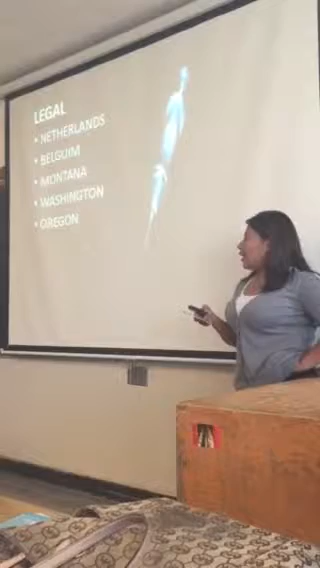 LEGAL
• NETHERLANDS
• BELGUIM
• MONTANA
• WASHINGTON
• OREGON